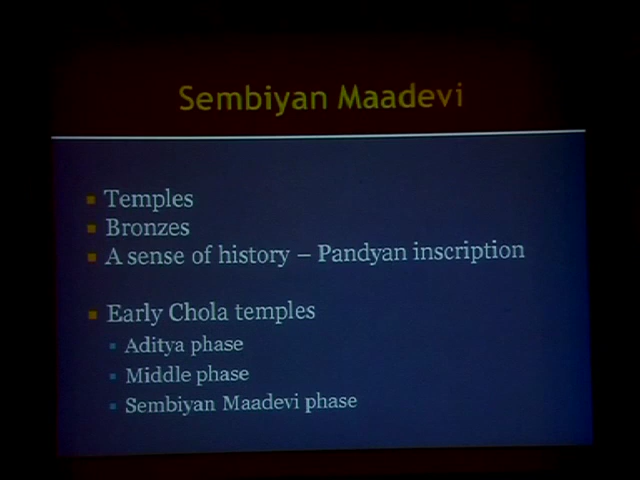 Sembiyan Maadevi
Temples
Bronzes
A sense of history – Pandyan inscription
Early Chola temples
Aditya phase
Middle phase
Sembiyan Maadevi phase